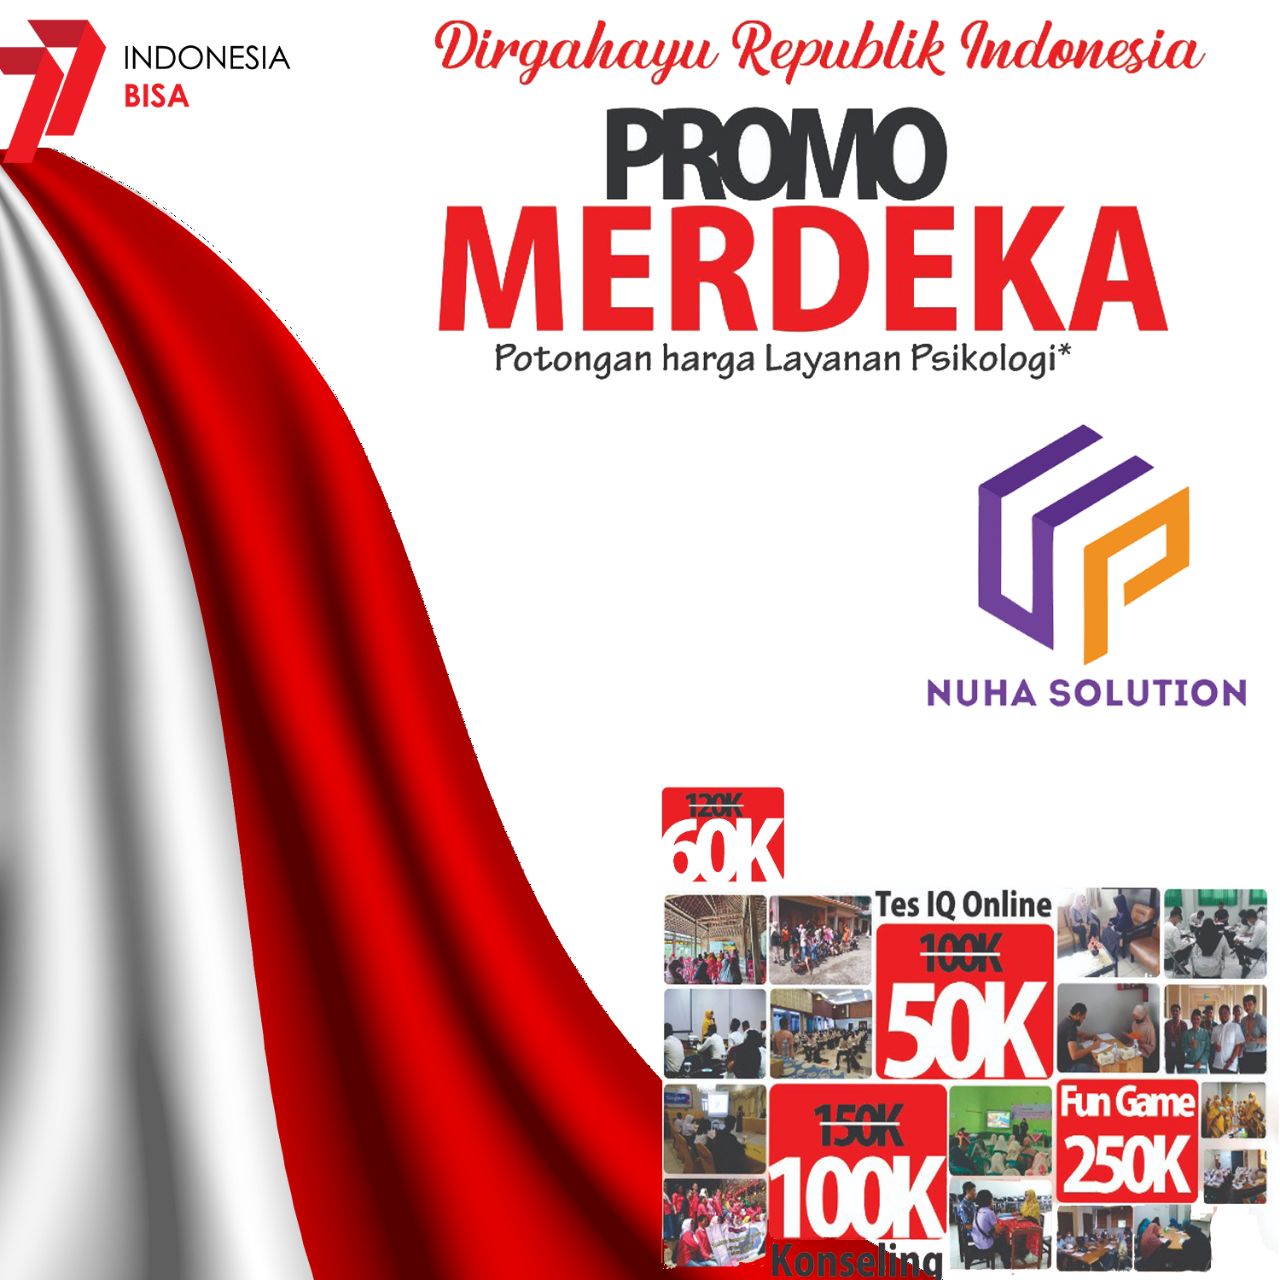 INDONESIA
BISA
Dirgahayu Republik Indonesia
PROMO
MERDEKA
Potongan harga Layanan Psikologi*
NUHA SOLUTION
120K
60K
Tes IQ Online
100K
50K
150K
100K
Konseling
Fun Game
250K